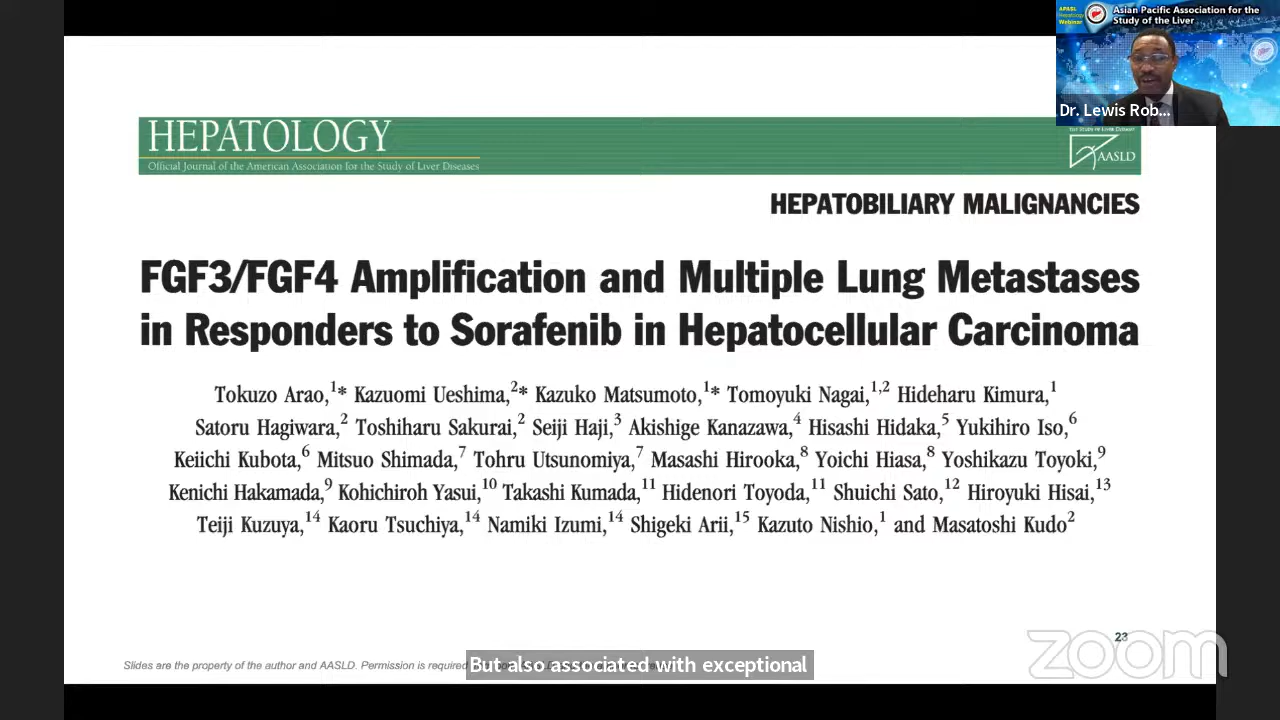 APASL
Hepatology
Webinar
Asian Pacific Association for the
Study of the Liver
Dr. Lewis Rob...
HEPATOLOGY
Official Journal of the American Association for the Study of Liver Diseases
AASLD
HEPATOBILIARY MALIGNANCIES
FGF3/FGF4 Amplification and Multiple Lung Metastases
in Responders to Sorafenib in Hepatocellular Carcinoma
Tokuzo Arao,1* Kazuomi Ueshima,2* Kazuko Matsumoto,1* Tomoyuki Nagai,1,2 Hideharu Kimura,1
Satoru Hagiwara,2 Toshiharu Sakurai,2 Seiji Haji,3 Akishige Kanazawa,4 Hisashi Hidaka,5 Yukihiro Iso,6
Keiichi Kubota,6 Mitsuo Shimada,7 Tohru Utsunomiya,7 Masashi Hirooka,8 Yoichi Hiasa,8 Yoshikazu Toyoki,9
Kenichi Hakamada,9 Kohichiroh Yasui,10 Takashi Kumada,11 Hidenori Toyoda,11 Shuichi Sato,12 Hiroyuki Hisai,13
Teiji Kuzuya,14 Kaoru Tsuchiya,14 Namiki Izumi,14 Shigeki Arii,15 Kazuto Nishio,1 and Masatoshi Kudo2
23
zoom
Slides are the property of the author and AASLD. Permission is required
But also associated with exceptional